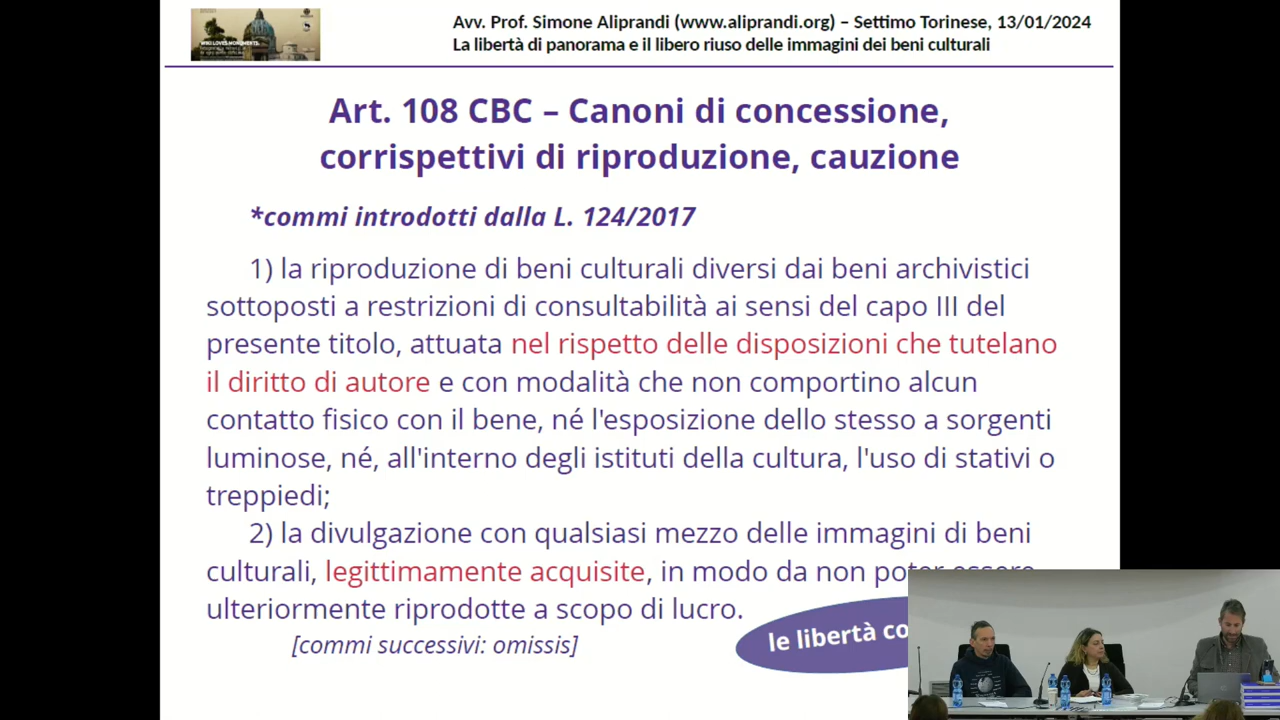 WIKI LOVES MONUMENTS
Avv. Prof. Simone Aliprandi (www.aliprandi.org) – Settimo Torinese, 13/01/2024
La libertà di panorama e il libero riuso delle immagini dei beni culturali
Art. 108 CBC – Canoni di concessione,
corrispettivi di riproduzione, cauzione
*commi introdotti dalla L. 124/2017
1) la riproduzione di beni culturali diversi dai beni archivistici
sottoposti a restrizioni di consultabilità ai sensi del capo III del
presente titolo, attuata nel rispetto delle disposizioni che tutelano
il diritto di autore e con modalità che non comportino alcun
contatto fisico con il bene, né l'esposizione dello stesso a sorgenti
luminose, né, all'interno degli istituti della cultura, l'uso di stativi o
treppiedi;
2) la divulgazione con qualsiasi mezzo delle immagini di beni
culturali, legittimamente acquisite, in modo da non poter essere
ulteriormente riprodotte a scopo di lucro.
[commi successivi: omissis]
le libertà co